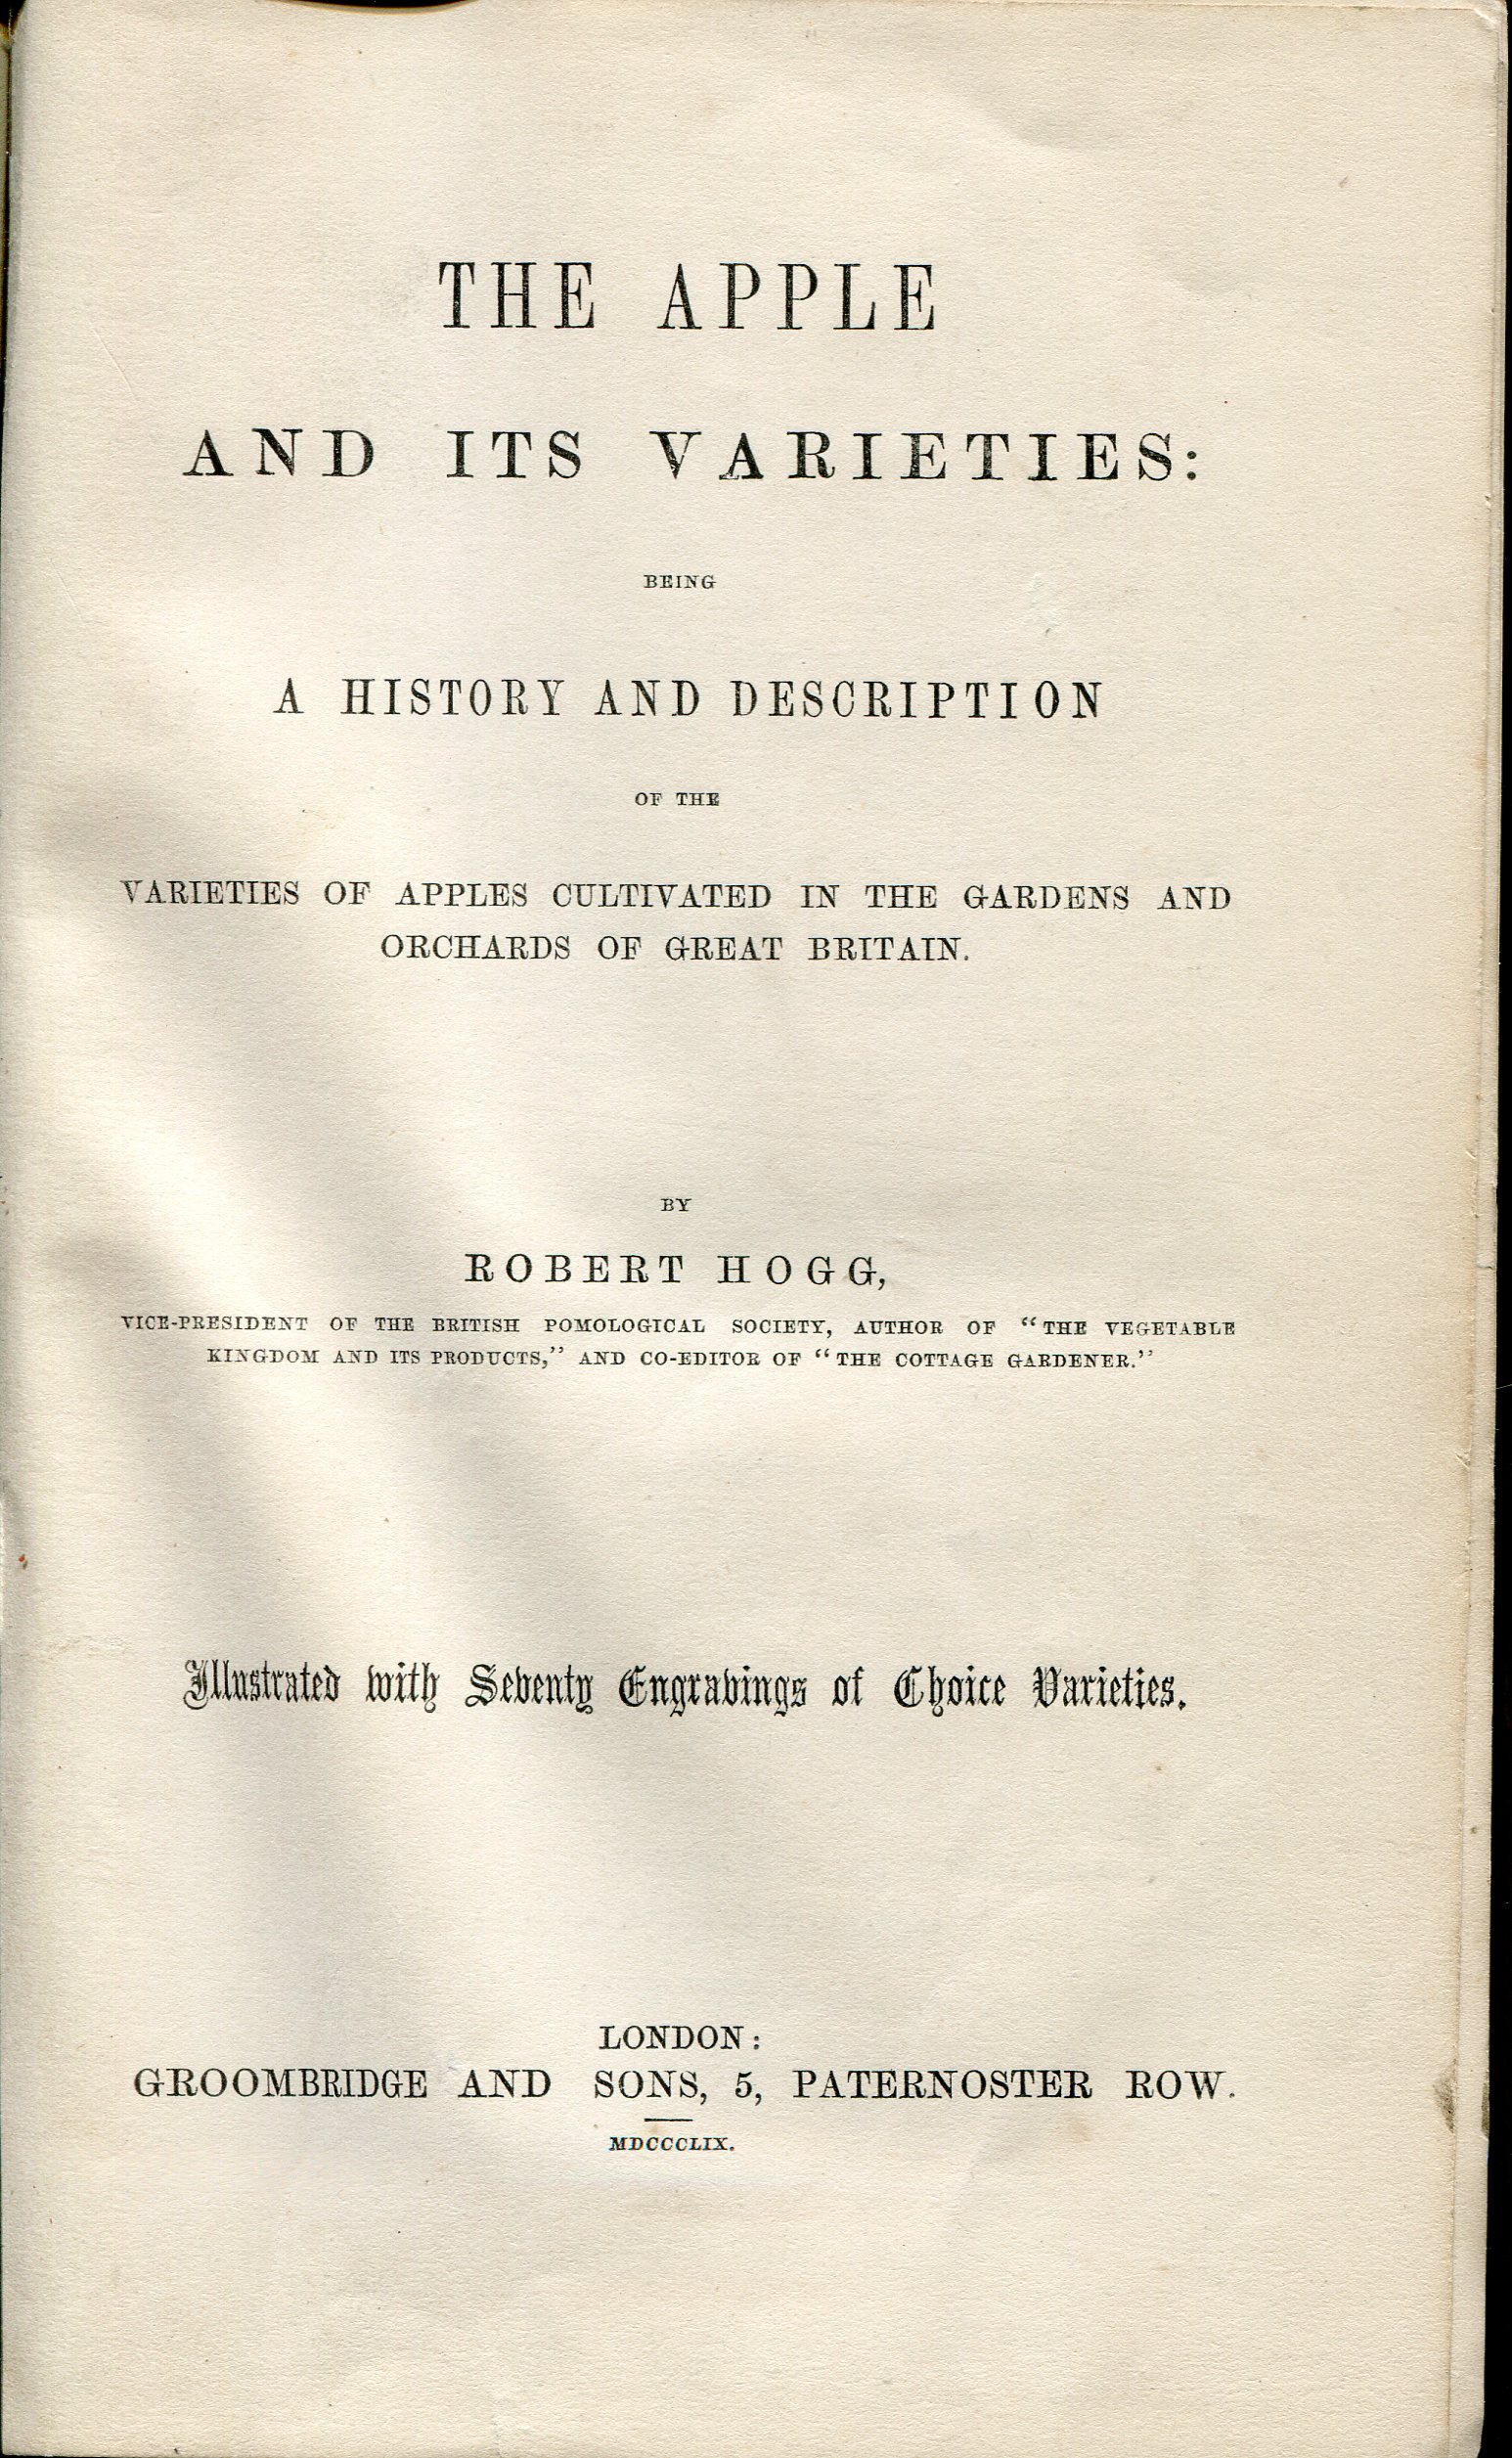 THE APPLE
AND ITS VARIETIES:
BEING
A HISTORY AND DESCRIPTION
OF THE
VARIETIES OF APPLES CULTIVATED IN THE GARDENS AND
ORCHARDS OF GREAT BRITAIN.
BY
ROBERT HOGG,
VICE-PRESIDENT OF THE BRITISH POMOLOGICAL SOCIETY, AUTHOR OF "THE VEGETABLE
KINGDOM AND ITS PRODUCTS," AND CO-EDITOR OF "THE COTTAGE GARDENER."
Illustrated with Seventy Engravings of Choice Varieties.
LONDON:
GROOMBRIDGE AND SONS, 5, PATERNOSTER ROW.
MDCCCLIX.